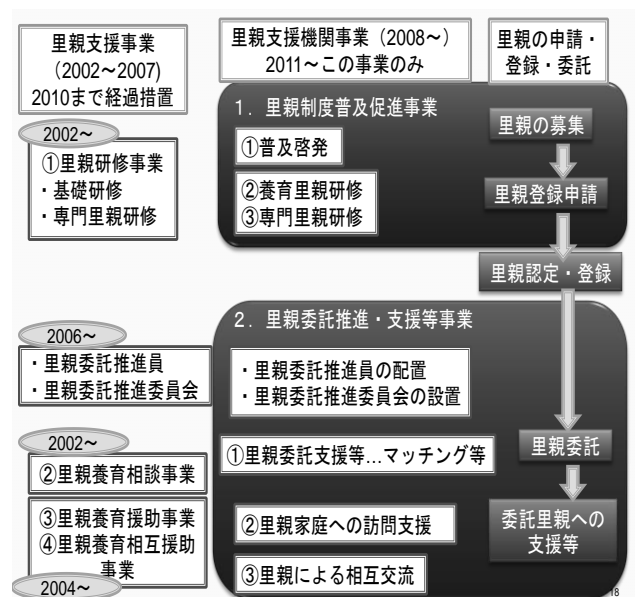 里親支援事業
（2002～2007)
2010まで経過措置
里親支援機関事業（2008～）
2011～この事業のみ
里親の申請・
登録・委託
2002～
①里親研修事業
・基礎研修
・専門里親研修
1．里親制度普及促進事業
①普及啓発
②養育里親研修
③専門里親研修
里親の募集
里親登録申請
里親認定・登録
2006～
・里親委託推進員
・里親委託推進委員会
2．里親委託推進・支援等事業
・里親委託推進員の配置
・里親委託推進委員会の設置
2002～
②里親養育相談事業
①里親委託支援等…マッチング等
里親委託
③里親養育援助事業
④里親養育相互援助
事業
2004～
②里親家庭への訪問支援
③里親による相互交流
委託里親への
支援等
18